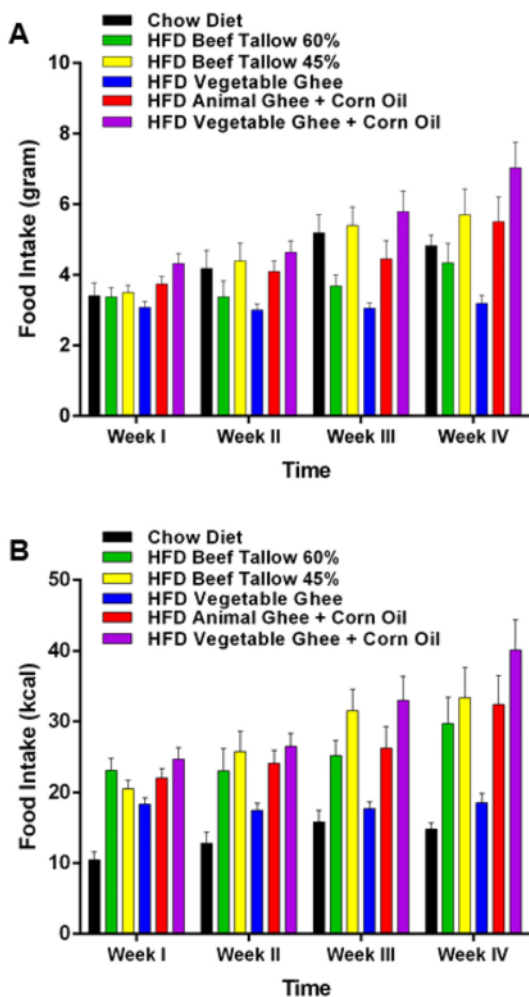 A
Chow Diet
HFD Beef Tallow 60%
HFD Beef Tallow 45%
HFD Vegetable Ghee
HFD Animal Ghee + Corn Oil
HFD Vegetable Ghee + Corn Oil
Food Intake (gram)
10
8
6
4
2
0
Week I Week II Week III Week IV
Time
B
Chow Diet
HFD Beef Tallow 60%
HFD Beef Tallow 45%
HFD Vegetable Ghee
HFD Animal Ghee + Corn Oil
HFD Vegetable Ghee + Corn Oil
Food Intake (kcal)
50
40
30
20
10
0
Week I Week II Week III Week IV
Time